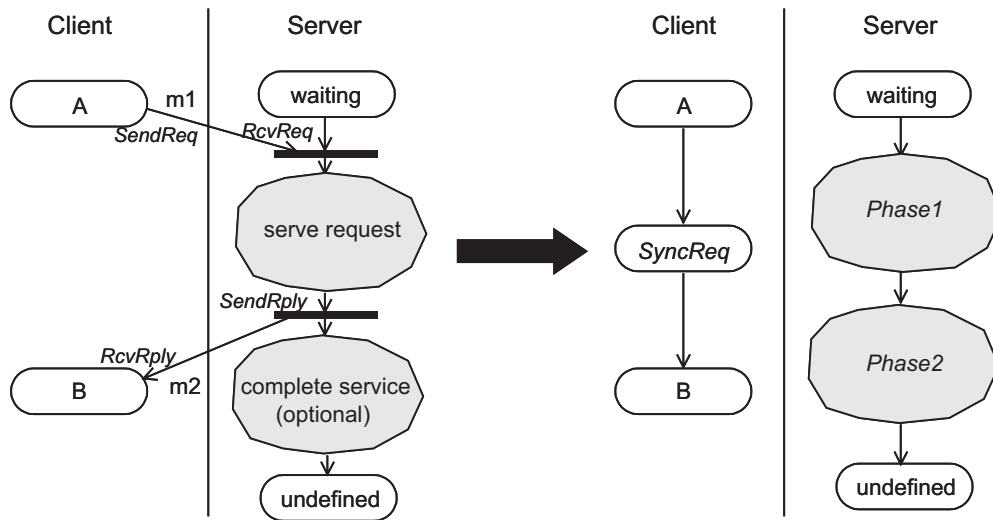 Client
Server
A
m1
waiting
SendReq
RcvReq
serve request
SendRply
RcvRply
B
m2
complete service
(optional)
undefined
Client
Server
A
waiting
Phase1
SyncReq
Phase2
B
undefined